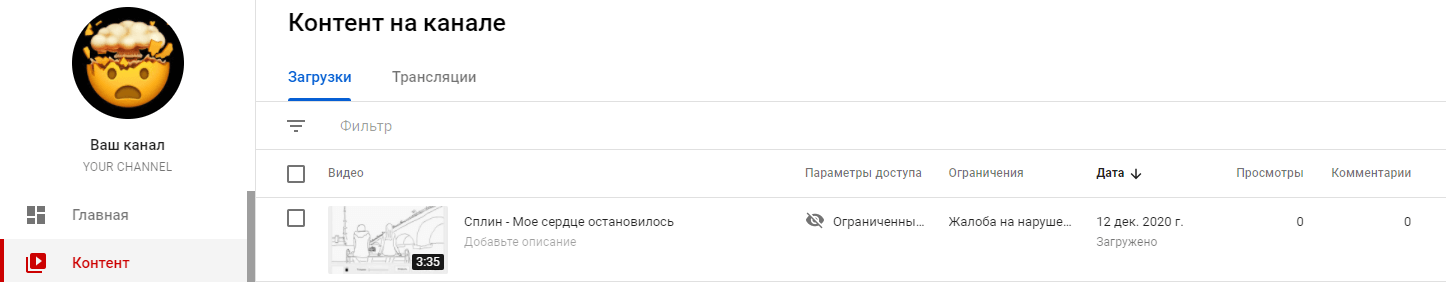 Контент на канале
Загрузки Трансляции
Фильтр
Ваш канал
YOUR CHANNEL
Главная
Контент
Видео Параметры доступа Ограничения Дата Просмотры Комментарии
Сплин - Мое сердце остановилось Ограниченны... Жалоба на наруше... 12 дек. 2020 г. 0 0
Добавьте описание Загружено
3:35